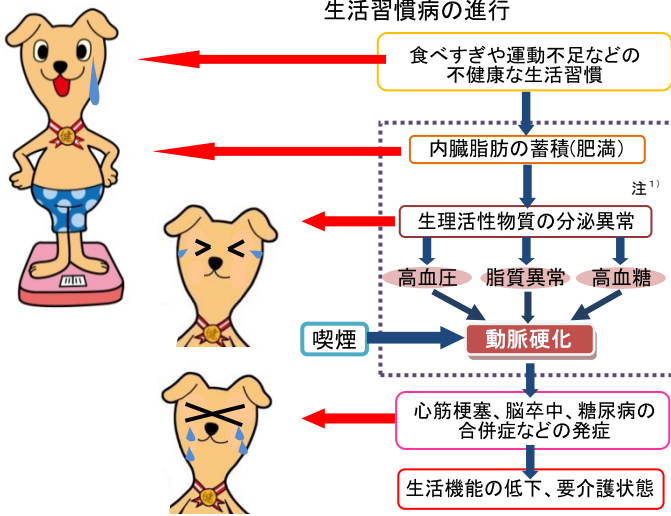 生活習慣病の進行
食べすぎや運動不足などの
不健康な生活習慣
内臓脂肪の蓄積(肥満)
注1)
生理活性物質の分泌異常
高血圧
脂質異常
高血糖
喫煙
動脈硬化
心筋梗塞、脳卒中、糖尿病の
合併症などの発症
生活機能の低下、要介護状態
健
健
健